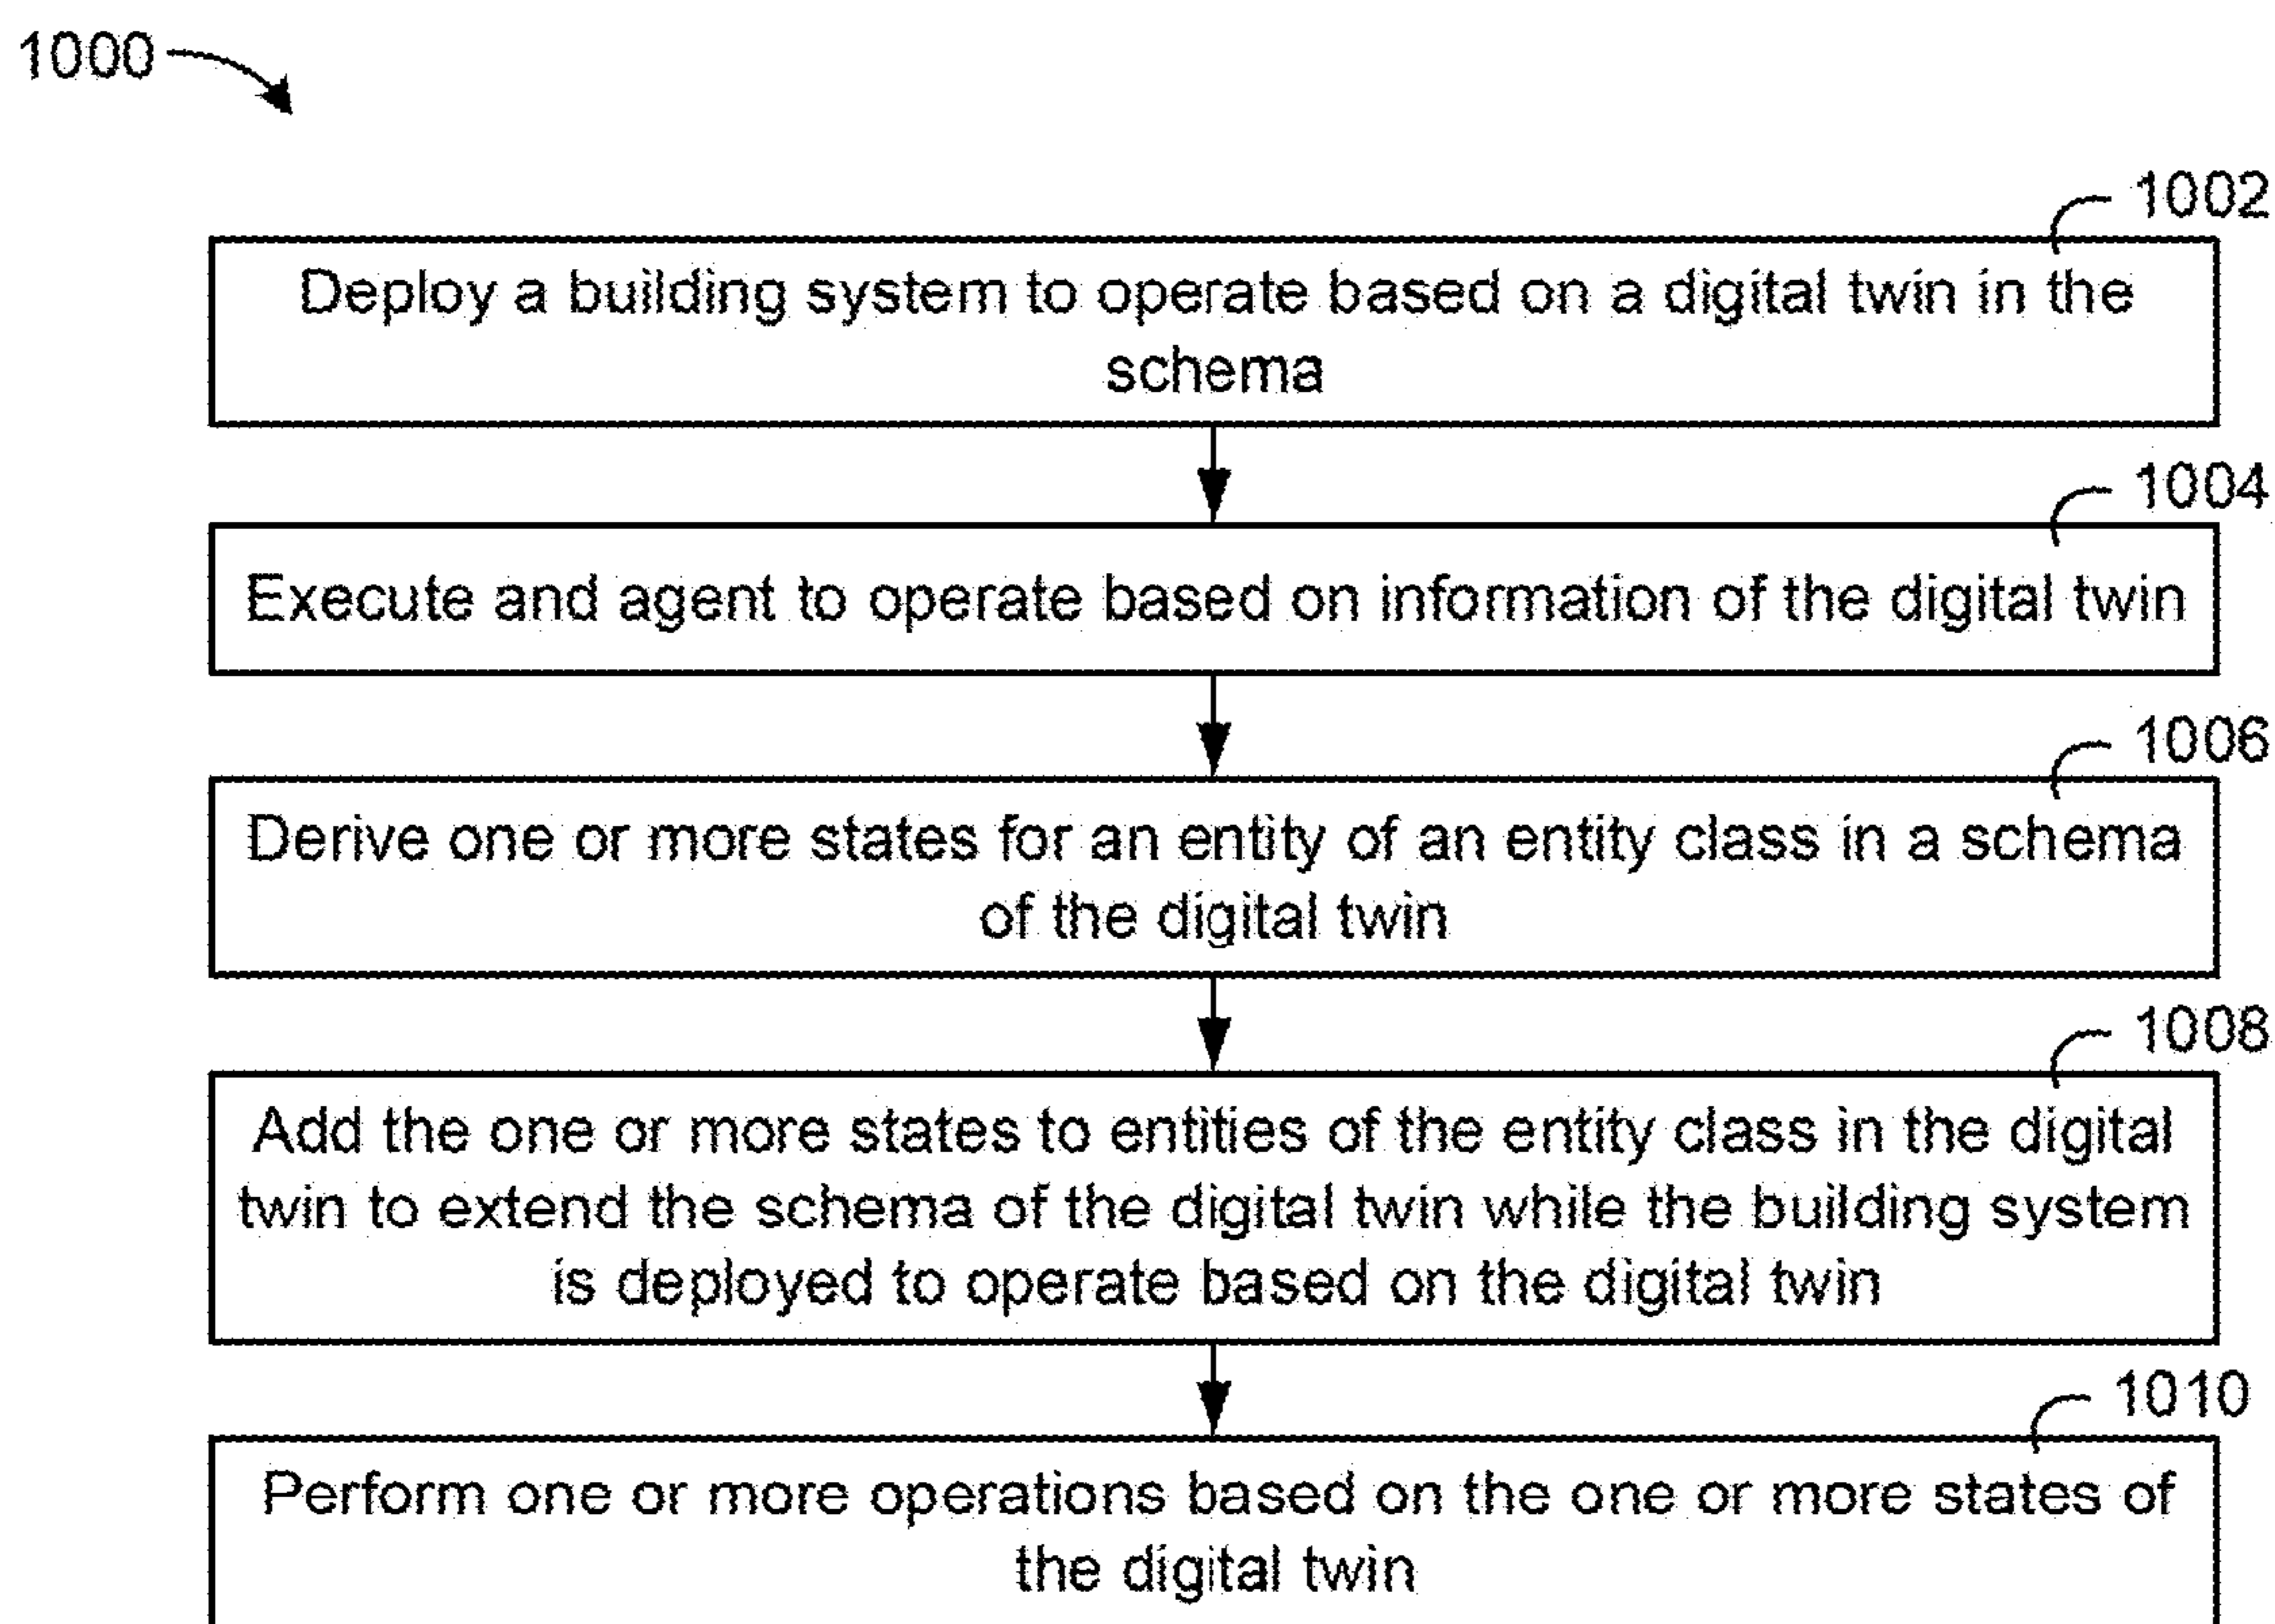 1000
1002
Deploy a building system to operate based on a digital twin in the
schema
1004
Execute and agent to operate based on information of the digital twin
1006
Derive one or more states for an entity of an entity class in a schema
of the digital twin
1008
Add the one or more states to entities of the entity class in the digital
twin to extend the schema of the digital twin while the building system
is deployed to operate based on the digital twin
1010
Perform one or more operations based on the one or more states of
the digital twin